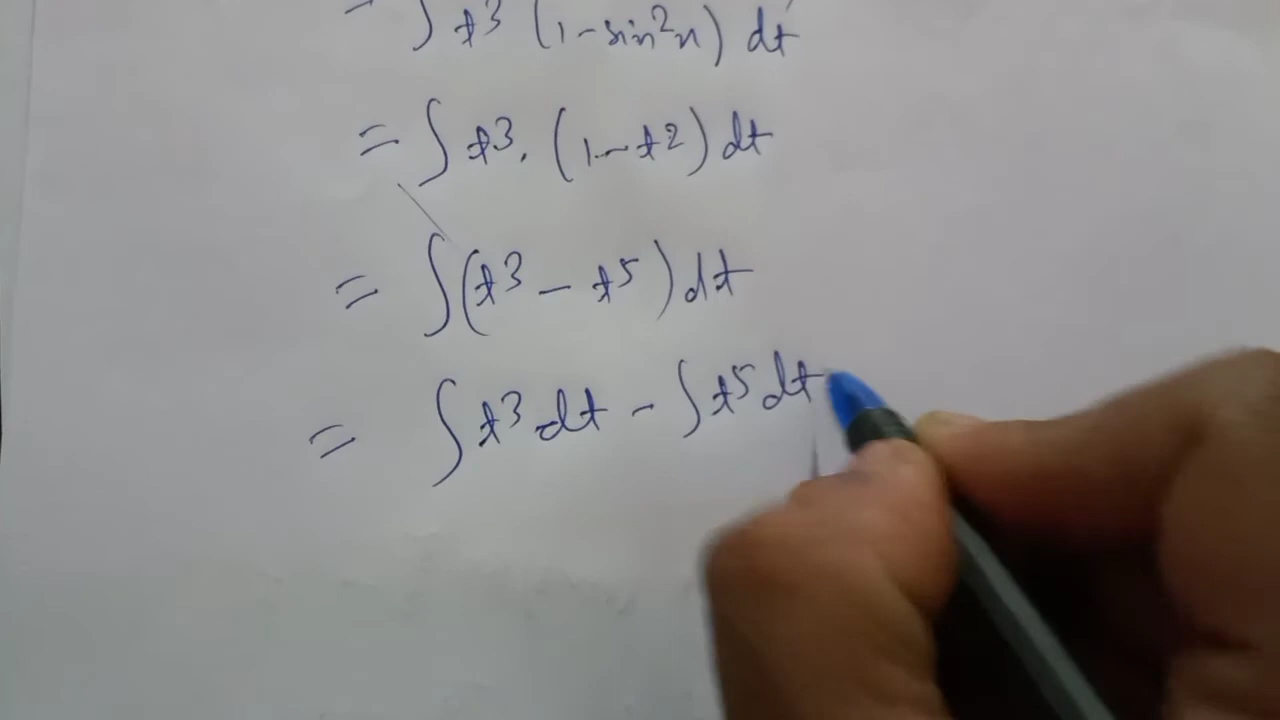 = ∫ t³ (1-sin²x) dt
= ∫ t³. (1-t²) dt
= ∫(t³ - t⁵) dt
= ∫ t³ dt - ∫ t⁵ dt